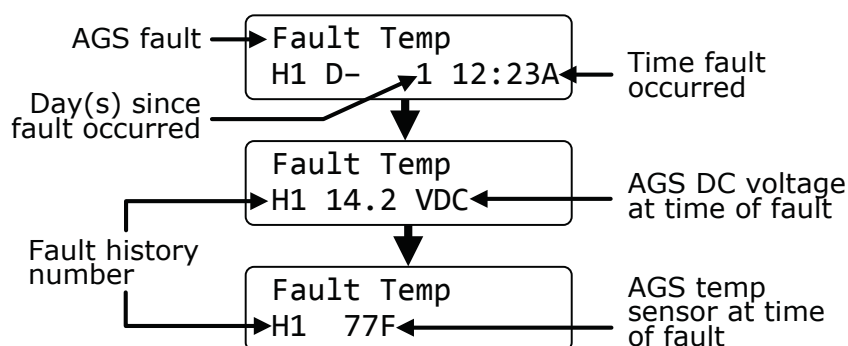 AGS fault
Fault Temp
H1 D– 1 12:23A
Time fault
occurred
Day(s) since
fault occurred
Fault Temp
H1 14.2 VDC
AGS DC voltage
at time of fault
Fault history
number
Fault Temp
H1 77F
AGS temp
sensor at time
of fault